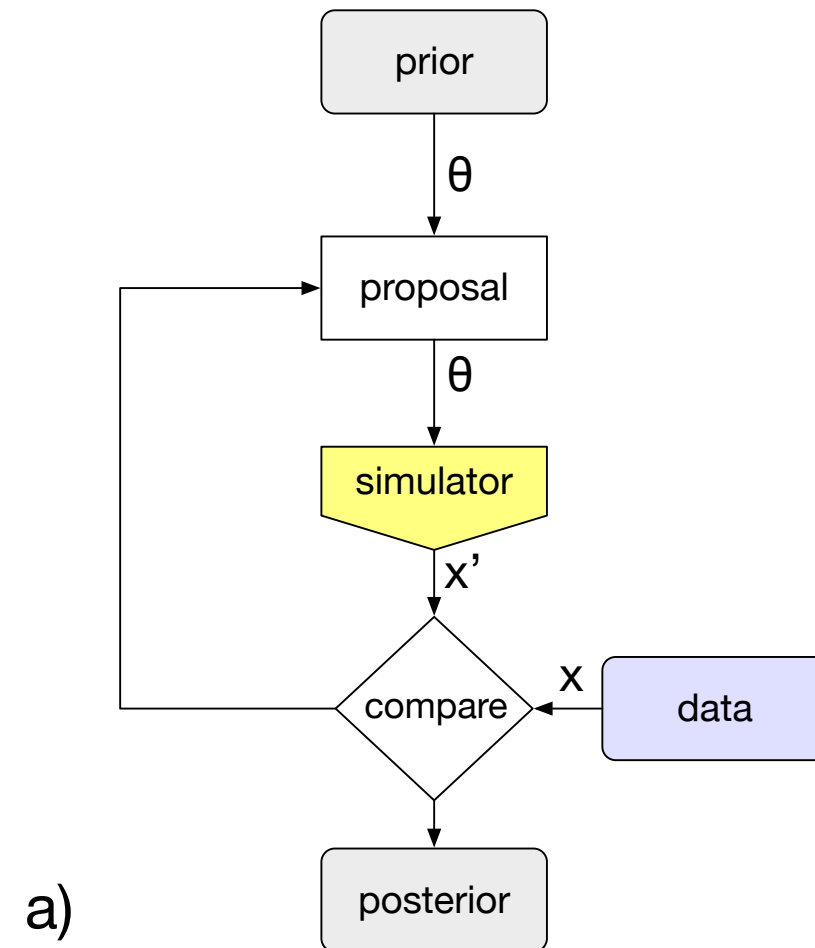 prior
θ
proposal
θ
simulator
x’
compare
x
data
posterior
a)